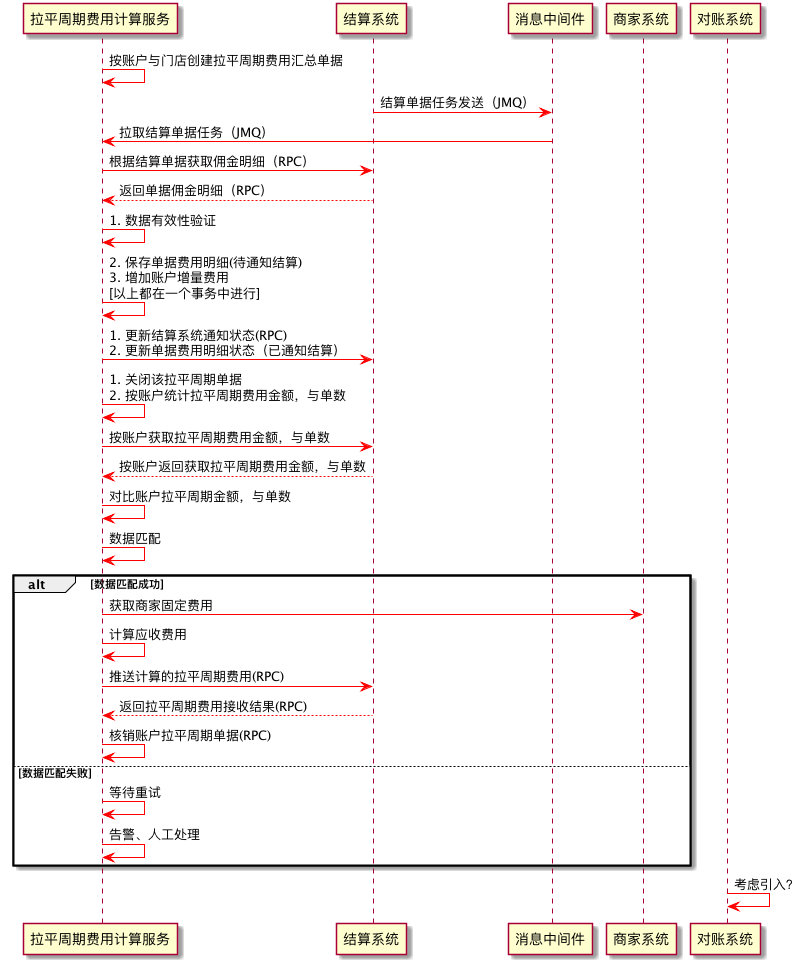 拉平周期费用计算服务
结算系统
消息中间件
商家系统
对账系统
按账户与门店创建拉平周期费用汇总单据
结算单据任务发送（JMQ）
拉取结算单据任务（JMQ）
根据结算单据获取佣金明细（RPC）
返回单据佣金明细（RPC）
1. 数据有效性验证
2. 保存单据费用明细(待通知结算)
3. 增加账户增量费用
[以上都在一个事务中进行]
1. 更新结算系统通知状态(RPC)
2. 更新单据费用明细状态（已通知结算）
1. 关闭该拉平周期单据
2. 按账户统计拉平周期费用金额，与单数
按账户获取拉平周期费用金额，与单数
按账户返回获取拉平周期费用金额，与单数
对比账户拉平周期金额，与单数
数据匹配
alt [数据匹配成功]
获取商家固定费用
计算应收费用
推送计算的拉平周期费用(RPC)
返回拉平周期费用接收结果(RPC)
核销账户拉平周期单据(RPC)
[数据匹配失败]
等待重试
告警、人工处理
考虑引入?
拉平周期费用计算服务
结算系统
消息中间件
商家系统
对账系统